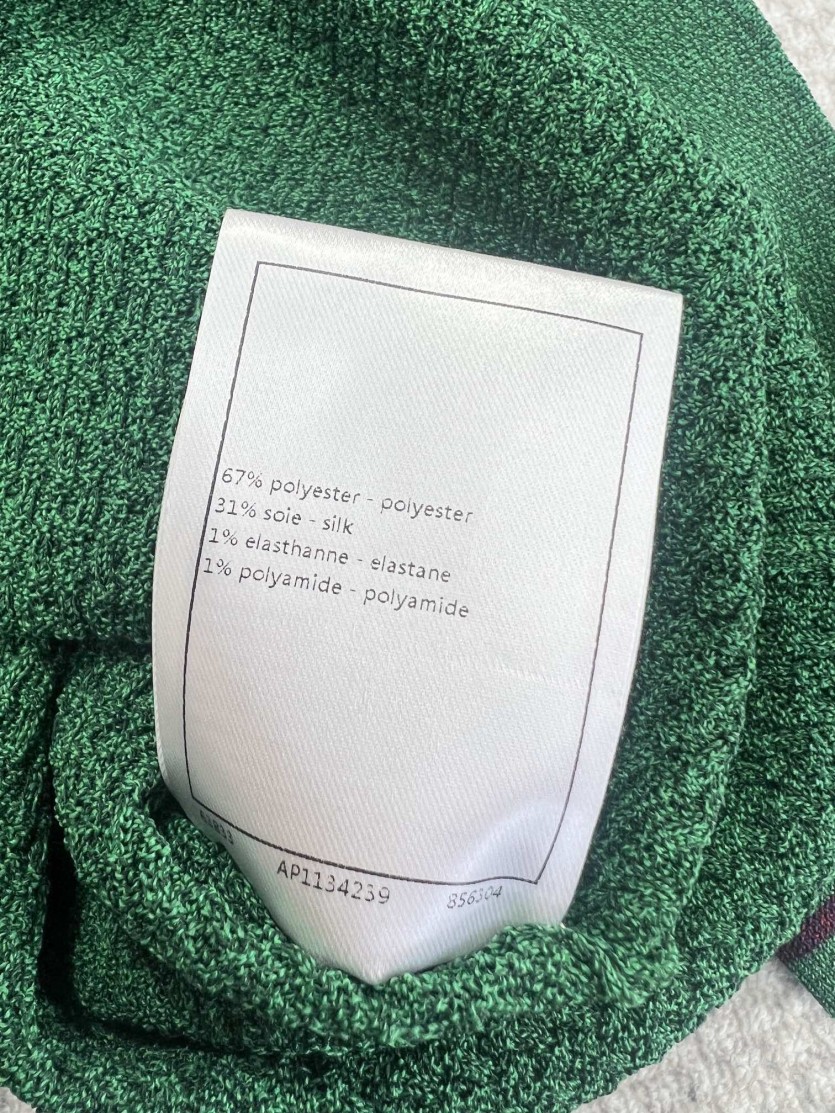 67% polyester - polyester
31% soie - silk
1% elasthanne - elastane
1% polyamide - polyamide
AP1134239
856304